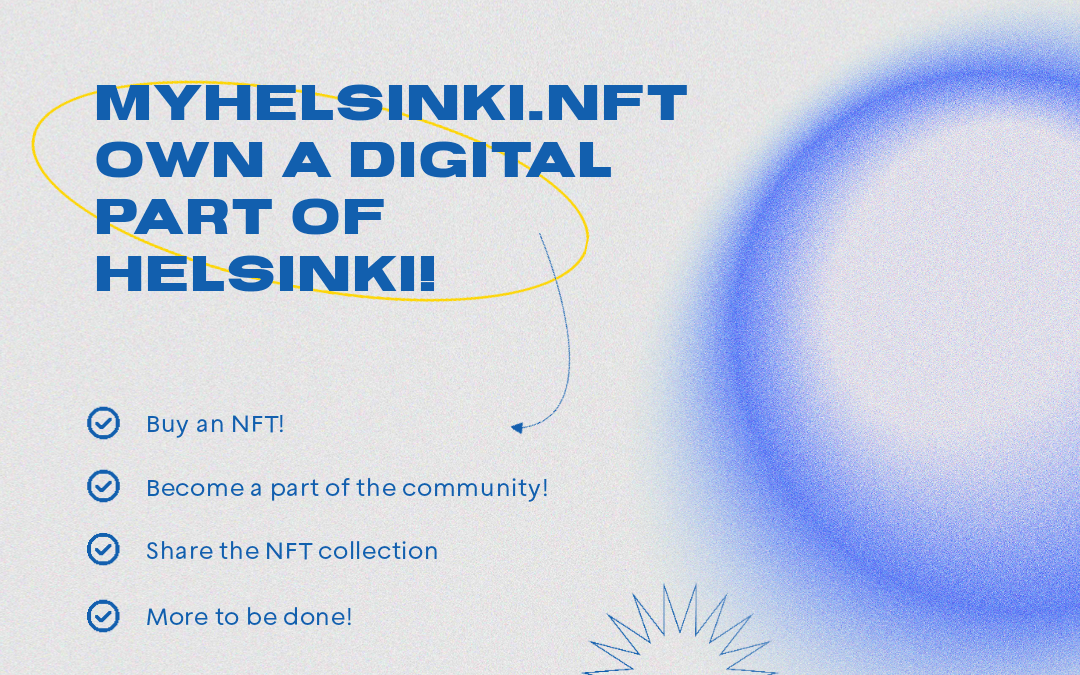 MYHELSINKI.NFT
OWN A DIGITAL
PART OF
HELSINKI!
Buy an NFT!
Become a part of the community!
Share the NFT collection
More to be done!